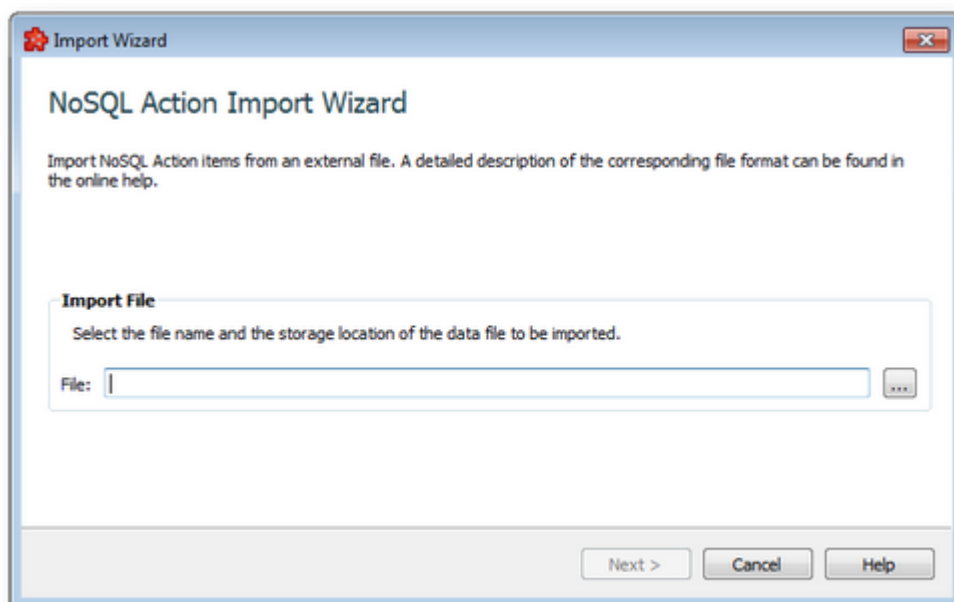 Import Wizard
NoSQL Action Import Wizard
Import NoSQL Action items from an external file. A detailed description of the corresponding file format can be found in
the online help.
Import File
Select the file name and the storage location of the data file to be imported.
File:
...
Next >
Cancel
Help